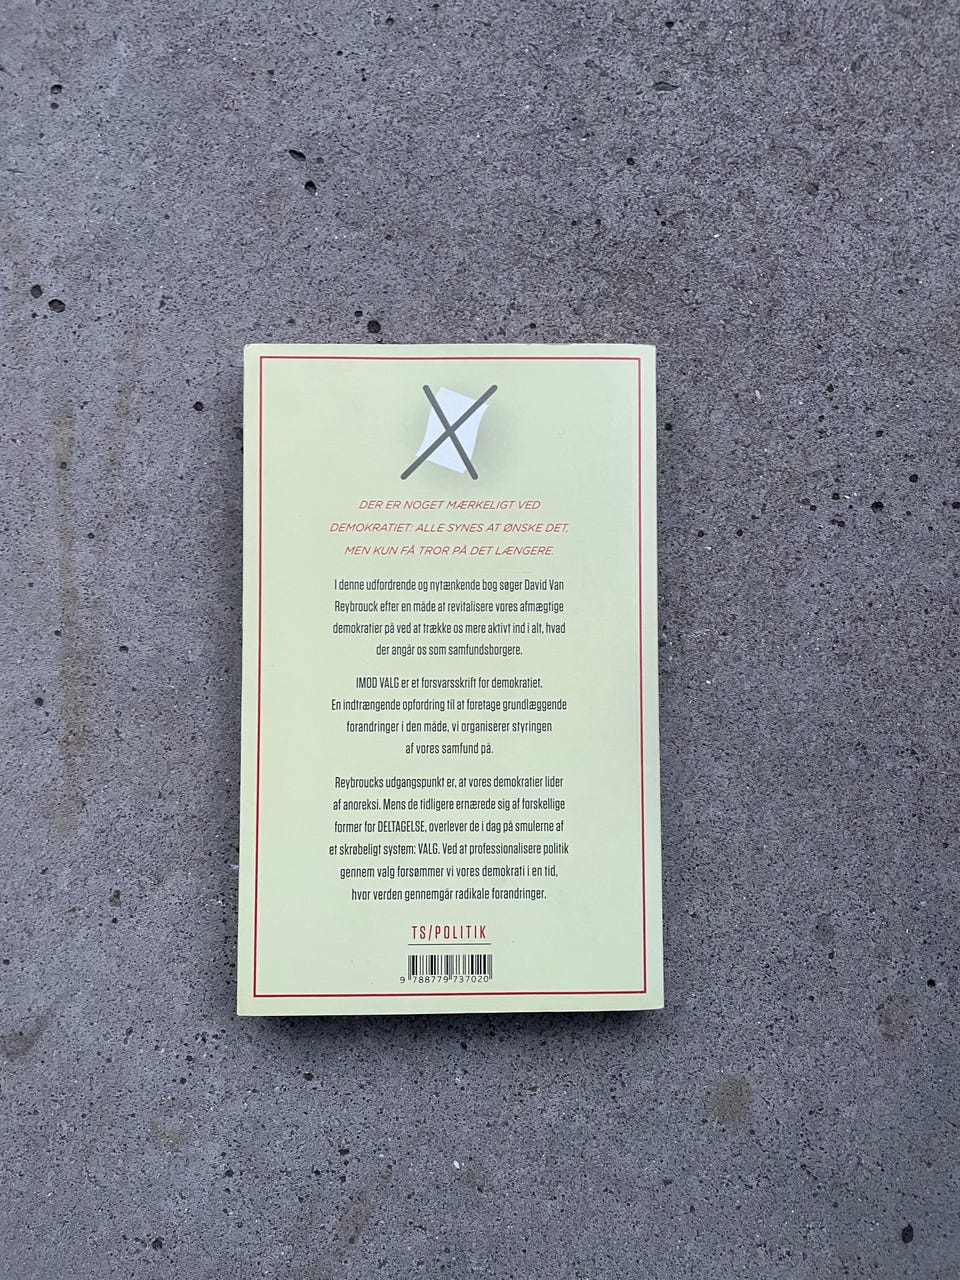 DER ER NOGET MÆRKELIGT VED
DEMOKRATIET: ALLE SYNES AT ØNSKE DET,
MEN KUN FÅ TROR PÅ DET LÆNGERE.
I denne udfordrende og nytænkende bog søger David Van
Reybrouck efter en måde at revitalisere vores afmægtige
demokratier på ved at trække os mere aktivt ind i alt, hvad
der angår os som samfundsborgere.
IMOD VALG er et forsvarsskrift for demokratiet.
En indtrængende opfordring til at foretage grundlæggende
forandringer i den måde, vi organiserer styringen
af vores samfund på.
Reybroucks udgangspunkt er, at vores demokratier lider
af anoreksi. Mens de tidligere ernærede sig af forskellige
former for DELTAGELSE, overlever de i dag på smulerne af
et skrøbeligt system: VALG. Ved at professionalisere politik
gennem valg forsømmer vi vores demokrati i en tid,
hvor verden gennemgår radikale forandringer.
TS/POLITIK
9 788779 737020